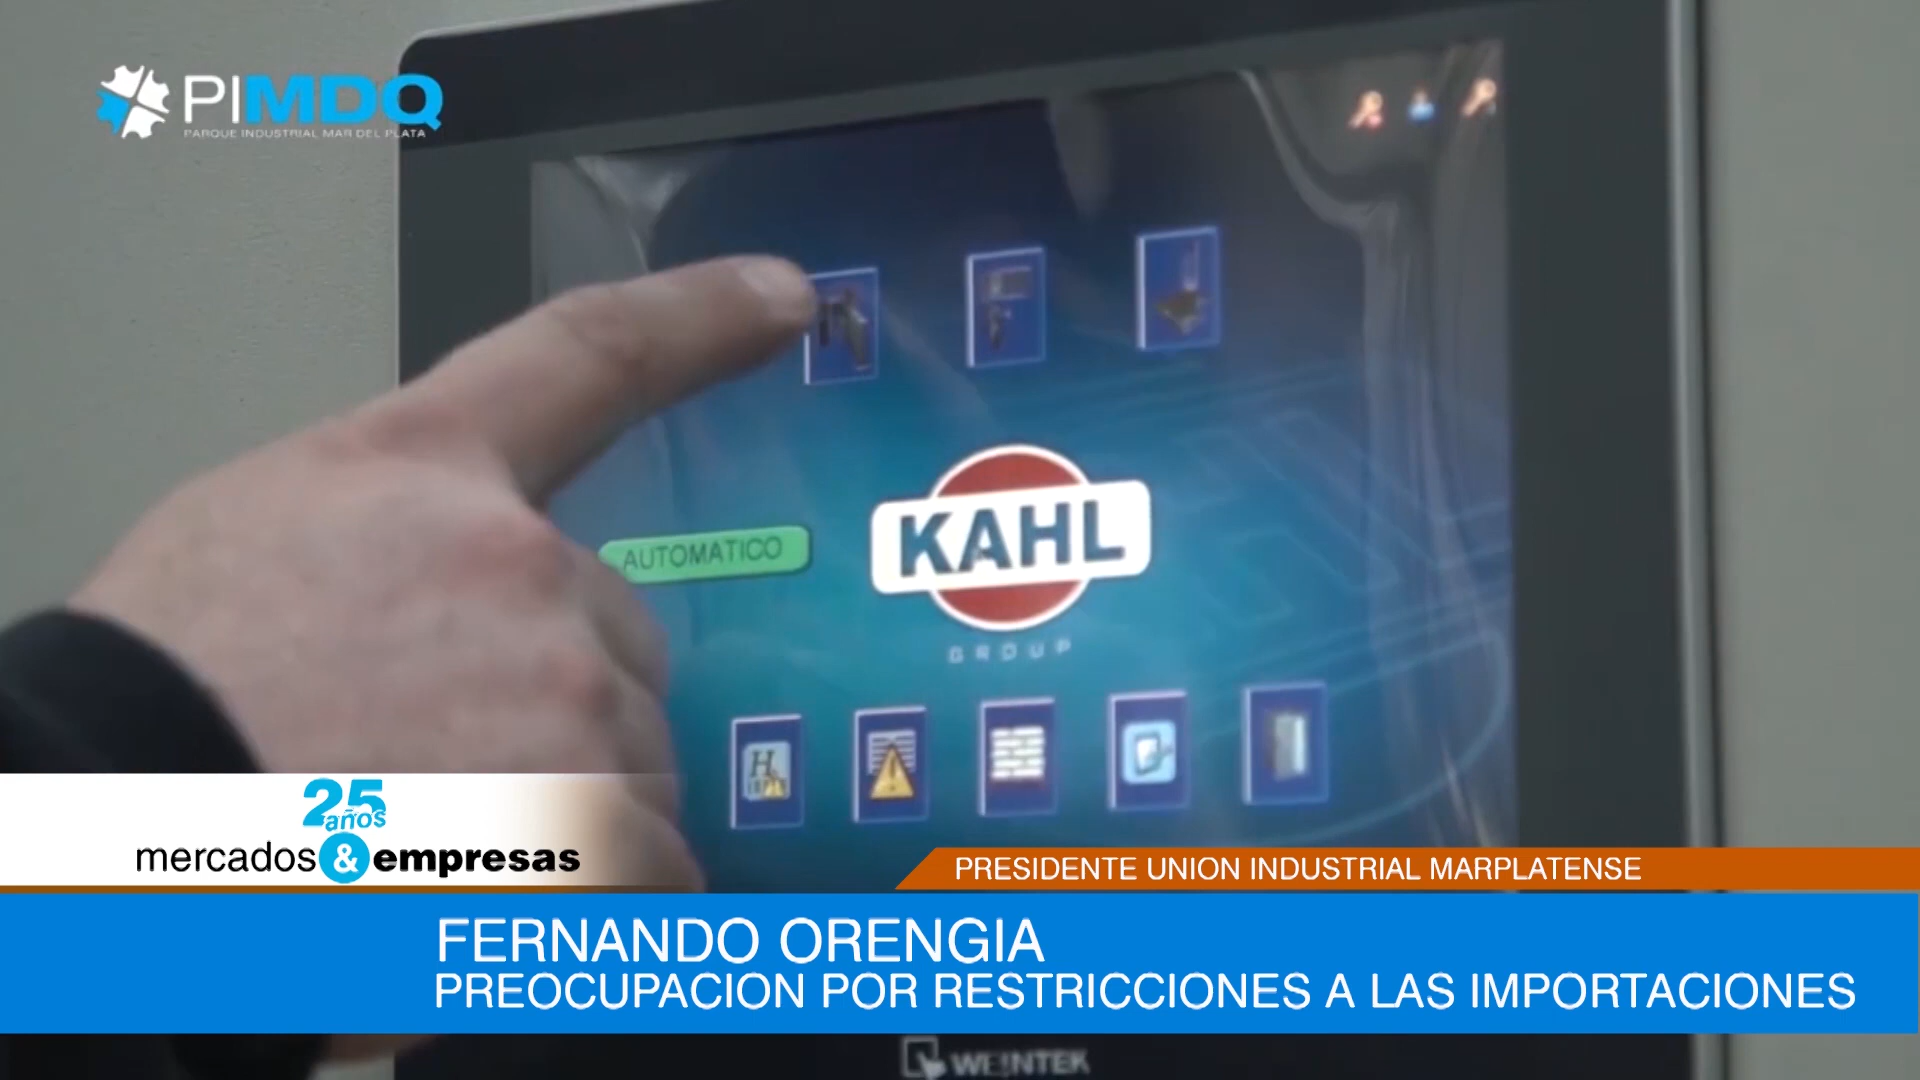 PIMDQ
PARQUE INDUSTRIAL MAR DEL PLATA
AUTOMATICO
KAHL
GROUP
25
años
mercados & empresas
PRESIDENTE UNION INDUSTRIAL MARPLATENSE
FERNANDO ORENGIA
PREOCUPACION POR RESTRICCIONES A LAS IMPORTACIONES
WEINTEK